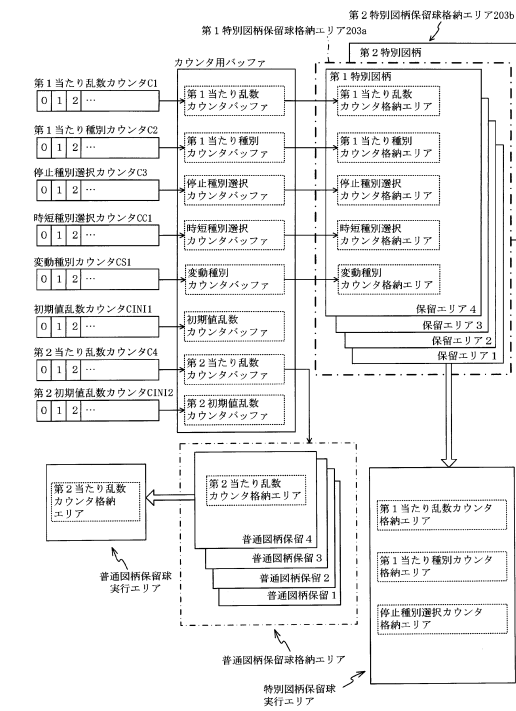 第2特別図柄保留球格納エリア203b
第1特別図柄保留球格納エリア203a
第2特別図柄
カウンタ用バッファ
第1特別図柄
第1当たり乱数カウンタC1
0 1 2 …
第1当たり乱数
カウンタバッファ
第1当たり乱数
カウンタ格納エリア
第1当たり種別カウンタC2
0 1 2 …
第1当たり種別
カウンタバッファ
第1当たり種別
カウンタ格納エリア
停止種別選択カウンタC3
0 1 2 …
停止種別選択
カウンタバッファ
停止種別選択
カウンタ格納エリア
時短種別選択カウンタCC1
0 1 2 …
時短種別選択
カウンタバッファ
時短種別選択
カウンタ格納エリア
変動種別カウンタCS1
0 1 2 …
変動種別
カウンタバッファ
変動種別
カウンタ格納エリア
初期値乱数カウンタCINI1
0 1 2 …
初期値乱数
カウンタバッファ
保留エリア4
保留エリア3
保留エリア2
保留エリア1
第2当たり乱数カウンタC4
0 1 2 …
第2当たり乱数
カウンタバッファ
第2初期値乱数カウンタCINI2
0 1 2 …
第2初期値乱数
カウンタバッファ
第2当たり乱数
カウンタ格納エリア
普通図柄保留4
普通図柄保留3
普通図柄保留2
普通図柄保留1
第2当たり乱数
カウンタ格納
エリア
普通図柄保留球
実行エリア
普通図柄保留球格納エリア
第1当たり乱数カウンタ
格納エリア
第1当たり種別カウンタ
格納エリア
停止種別選択カウンタ
格納エリア
特別図柄保留球
実行エリア